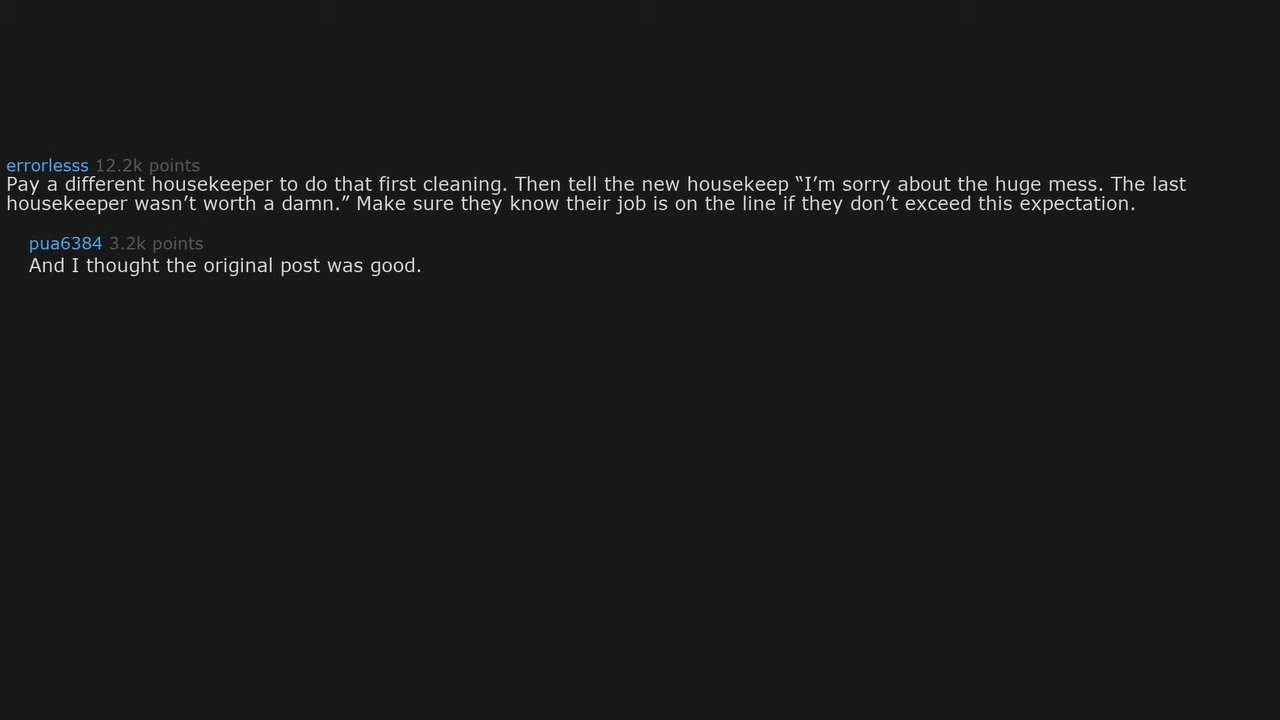 errorlesss 12.2k points
Pay a different housekeeper to do that first cleaning. Then tell the new housekeep “I’m sorry about the huge mess. The last
housekeeper wasn’t worth a damn.” Make sure they know their job is on the line if they don’t exceed this expectation.
pua6384 3.2k points
And I thought the original post was good.